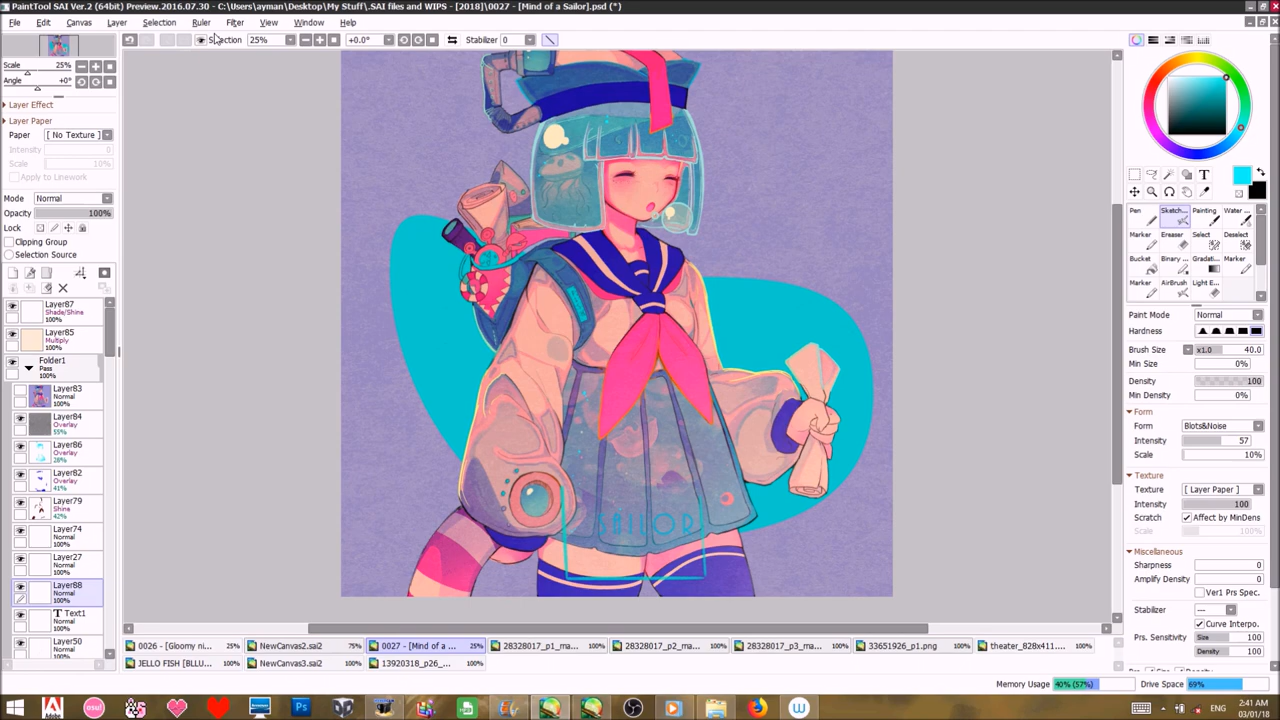 PaintTool SAI Ver.2 (64bit) Preview.2016.07.30 - C:\Users\ayman\Desktop\My Stuff\.SAI files and WIPS - [2018]\0027 - [Mind of a Sailor].psd (*)
File Edit Canvas Layer Selection Ruler Filter View Window Help
Selection 25% +0.0° Stabilizer 0
Scale 25%
Angle +0°
Layer Effect
Layer Paper
Paper [ No Texture ]
Intensity 0
Scale 10%
Apply to Linework
Mode Normal
Opacity 100%
Lock
Clipping Group
Selection Source
Layer87
Shade/Shine
100%
Layer85
Multiply
100%
Folder1
Pass
100%
Layer83
Normal
100%
Layer84
Overlay
55%
Layer86
Overlay
28%
Layer82
Overlay
41%
Layer79
Shine
42%
Layer74
Normal
100%
Layer27
Normal
100%
Layer88
Normal
100%
T Text1
Normal
100%
Layer50
Normal
100%
SAILOR
Pen Sketch... Painting Water ...
Marker Eraser Select Deselect
Bucket Binary ... Gradati... Marker
Marker AirBrush Light E...
Paint Mode Normal
Hardness
Brush Size x1.0 40.0
Min Size 0%
Density 100
Min Density 0%
Form
Form Blots&Noise
Intensity 57
Scale 10%
Texture
Texture [ Layer Paper ]
Intensity 100
Scratch Affect by MinDens
Scale 100%
Miscellaneous
Sharpness 0
Amplify Density 0
Ver1 Prs Spec.
Stabilizer ---
Curve Interpo.
Prs. Sensitivity Size 100
Density 100
0026 - [Gloomy ni... 25% NewCanvas2.sai2 75% 0027 - [Mind of a ... 25% 28328017_p1_ma... 100% 28328017_p2_ma... 100% 28328017_p3_ma... 100% 33651926_p1.png 100% theater_828x411.... 100%
JELLO FISH [BLLU... 100% NewCanvas3.sai2 100% 13920318_p26_... 100%
Memory Usage 40% (57%) Drive Space 69%
osu! Ps ENG 2:41 AM
03/01/18